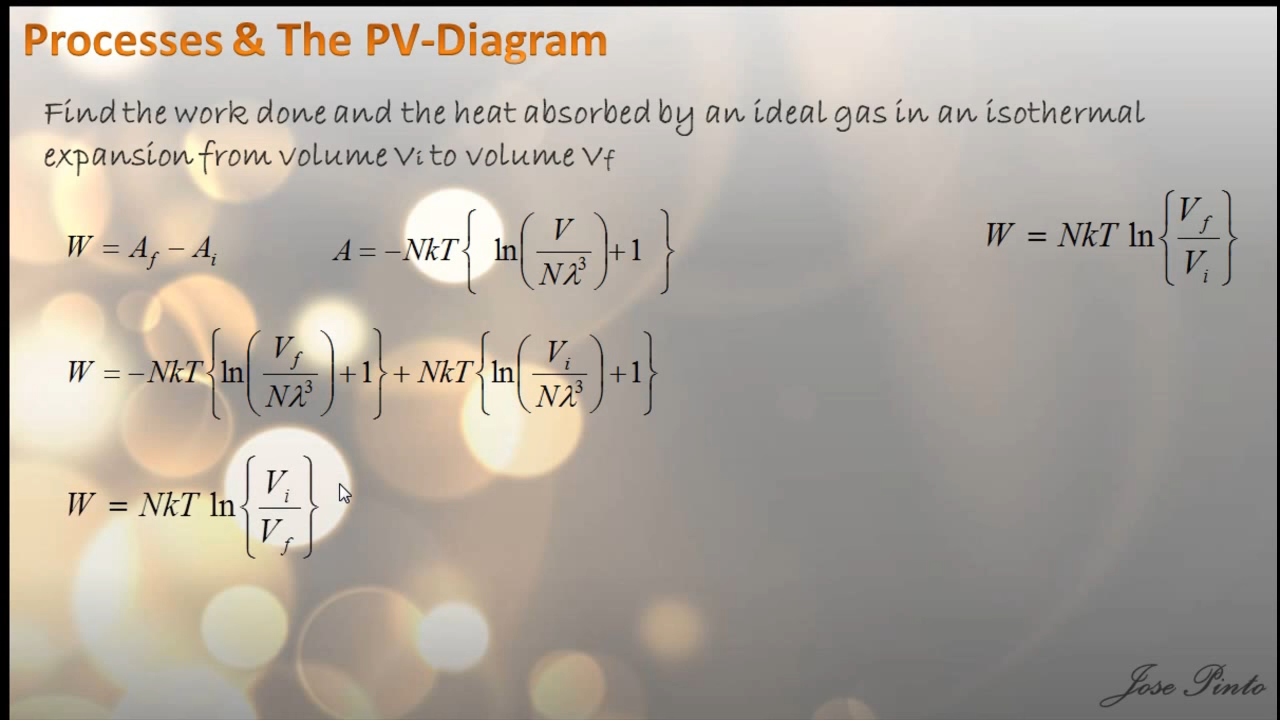 Processes & The PV-Diagram
Find the work done and the heat absorbed by an ideal gas in an isothermal
expansion from volume Vi to volume Vf
W = A_f − A_i    A = −NkT{ ln(V/(Nλ³)) + 1 }    W = NkT ln{V_f/V_i}
W = −NkT{ln(V_f/(Nλ³)) + 1} + NkT{ln(V_i/(Nλ³)) + 1}
W = NkT ln{V_i/V_f}
Jose Pinto